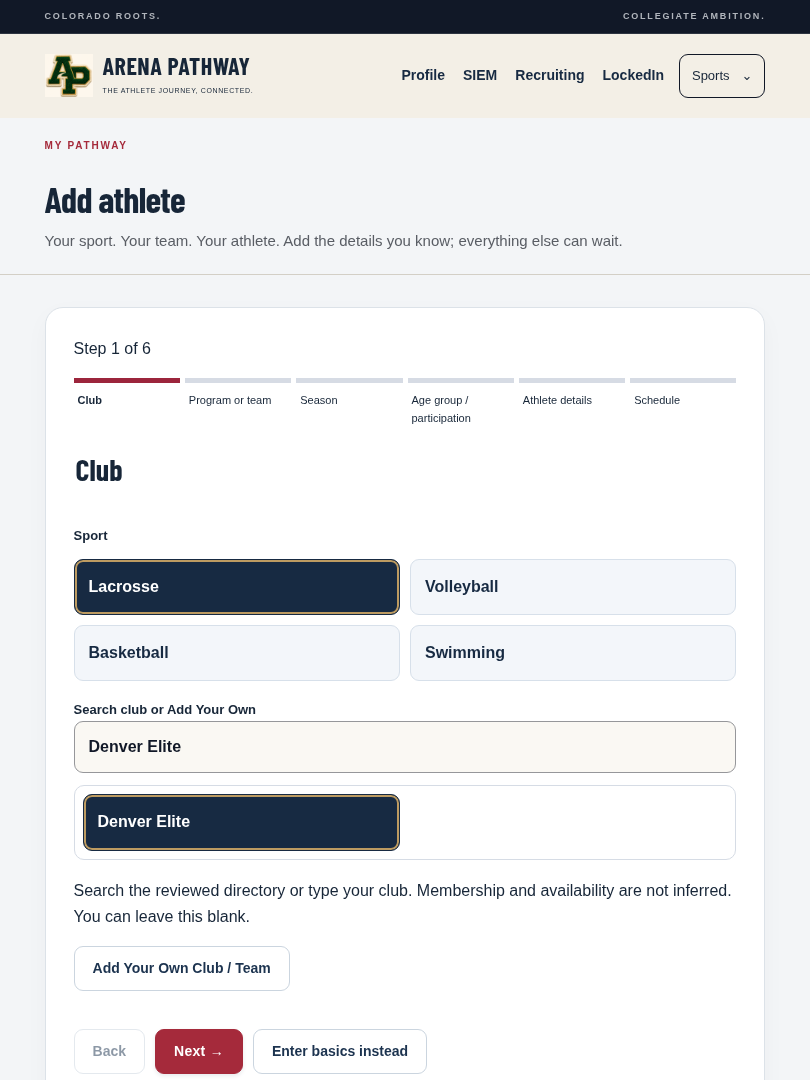 COLORADO ROOTS.
COLLEGIATE AMBITION.
AP
ARENA PATHWAY
THE ATHLETE JOURNEY, CONNECTED.
Profile
SIEM
Recruiting
LockedIn
Sports
MY PATHWAY
Add athlete
Your sport. Your team. Your athlete. Add the details you know; everything else can wait.
Step 1 of 6
Club
Program or team
Season
Age group /
participation
Athlete details
Schedule
Club
Sport
Lacrosse
Volleyball
Basketball
Swimming
Search club or Add Your Own
Denver Elite
Denver Elite
Search the reviewed directory or type your club. Membership and availability are not inferred.
You can leave this blank.
Add Your Own Club / Team
Back
Next →
Enter basics instead